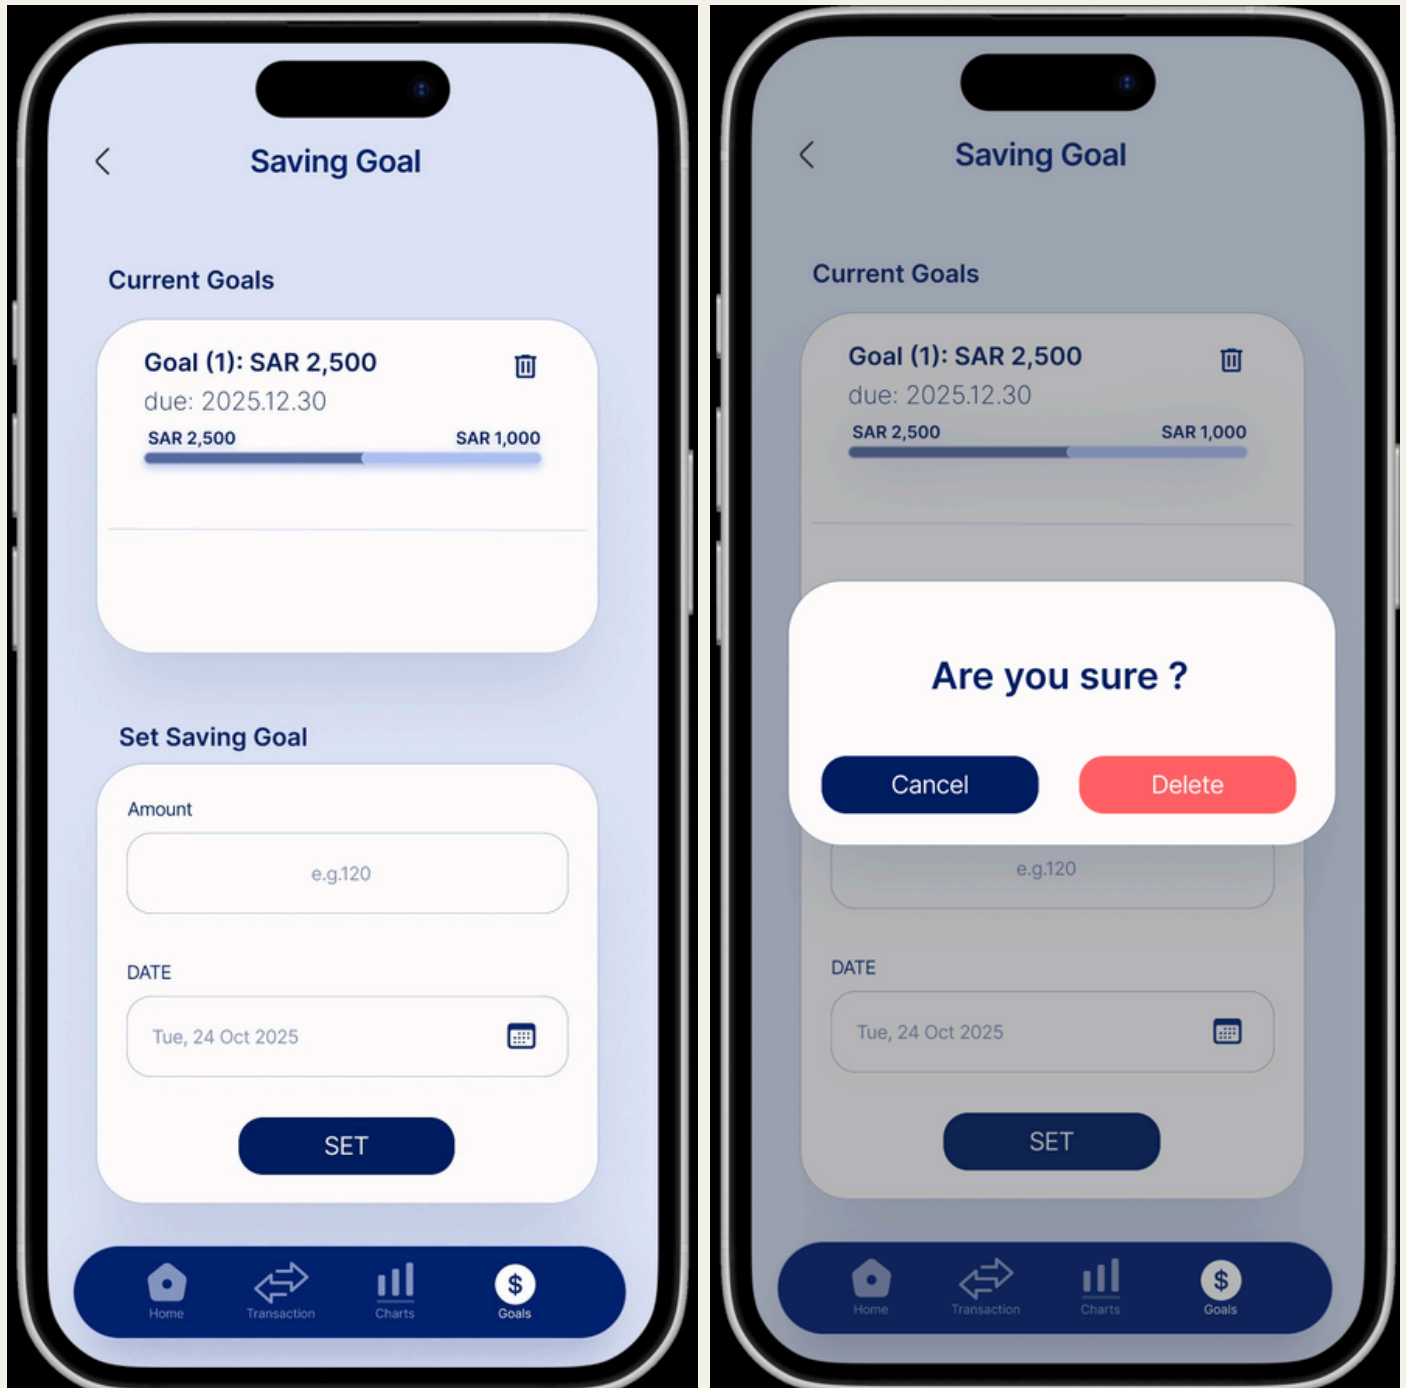 Saving Goal
Current Goals
Goal (1): SAR 2,500
due: 2025.12.30
SAR 2,500 SAR 1,000
Set Saving Goal
Amount
e.g.120
DATE
Tue, 24 Oct 2025
SET
Home Transaction Charts $ Goals
Saving Goal
Current Goals
Goal (1): SAR 2,500
due: 2025.12.30
SAR 2,500 SAR 1,000
Are you sure ?
Cancel Delete
e.g.120
DATE
Tue, 24 Oct 2025
SET
Home Transaction Charts $ Goals